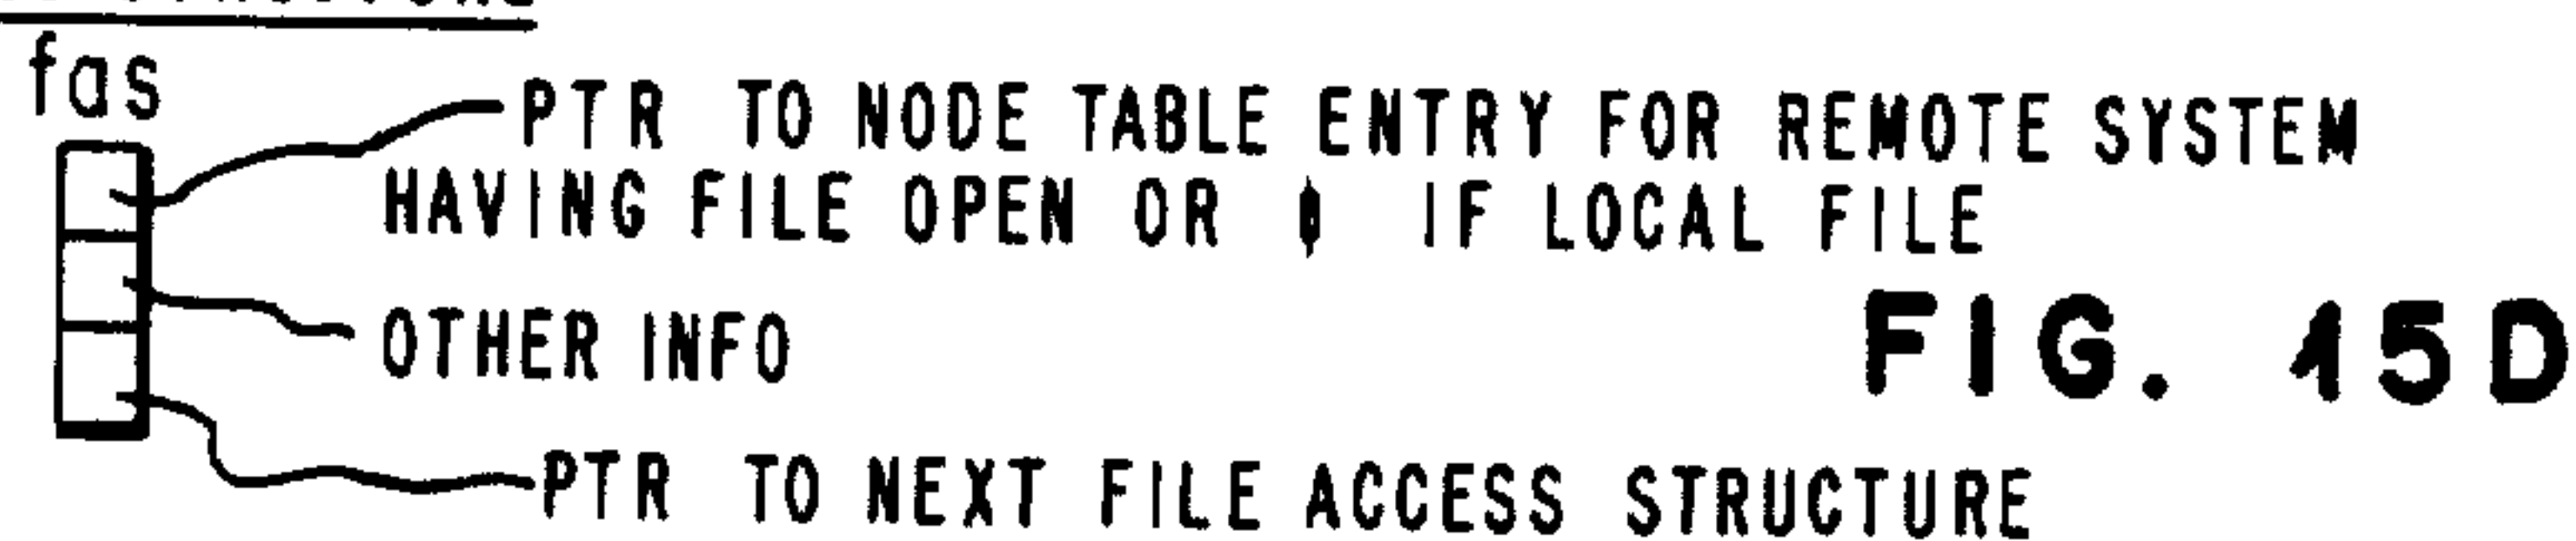 fas
PTR TO NODE TABLE ENTRY FOR REMOTE SYSTEM
HAVING FILE OPEN OR ϕ IF LOCAL FILE
OTHER INFO
FIG. 15D
PTR TO NEXT FILE ACCESS STRUCTURE